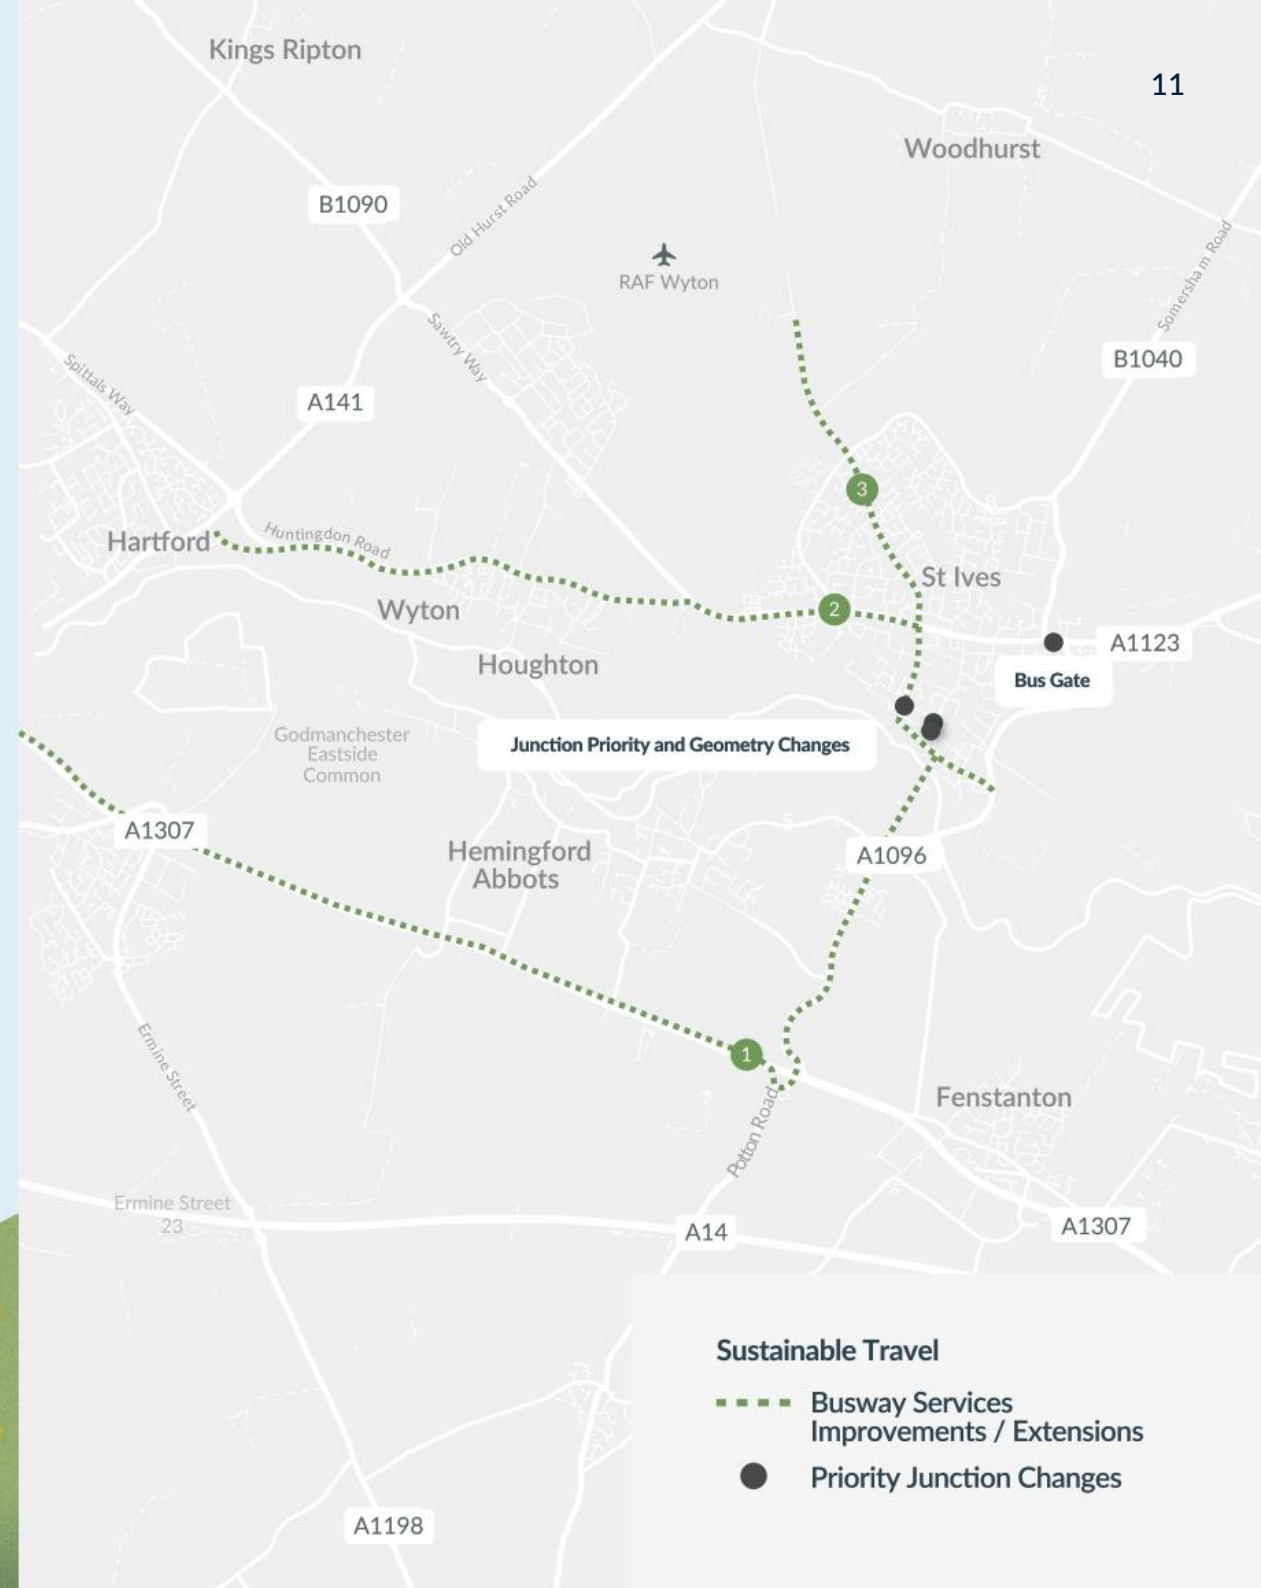 Kings Ripton
11
Woodhurst
B1090
Old Hurst Road
RAF Wyton
Somersham Road
Sawtry Way
Spittals Way
B1040
A141
3
Hartford
Huntingdon Road
St Ives
Wyton
2
A1123
Houghton
Bus Gate
Godmanchester
Eastside
Common
Junction Priority and Geometry Changes
A1307
Hemingford
Abbots
A1096
Ermine Street
1
Fenstanton
Potton Road
Ermine Street
23
A14
A1307
Sustainable Travel
Busway Services
Improvements / Extensions
Priority Junction Changes
A1198